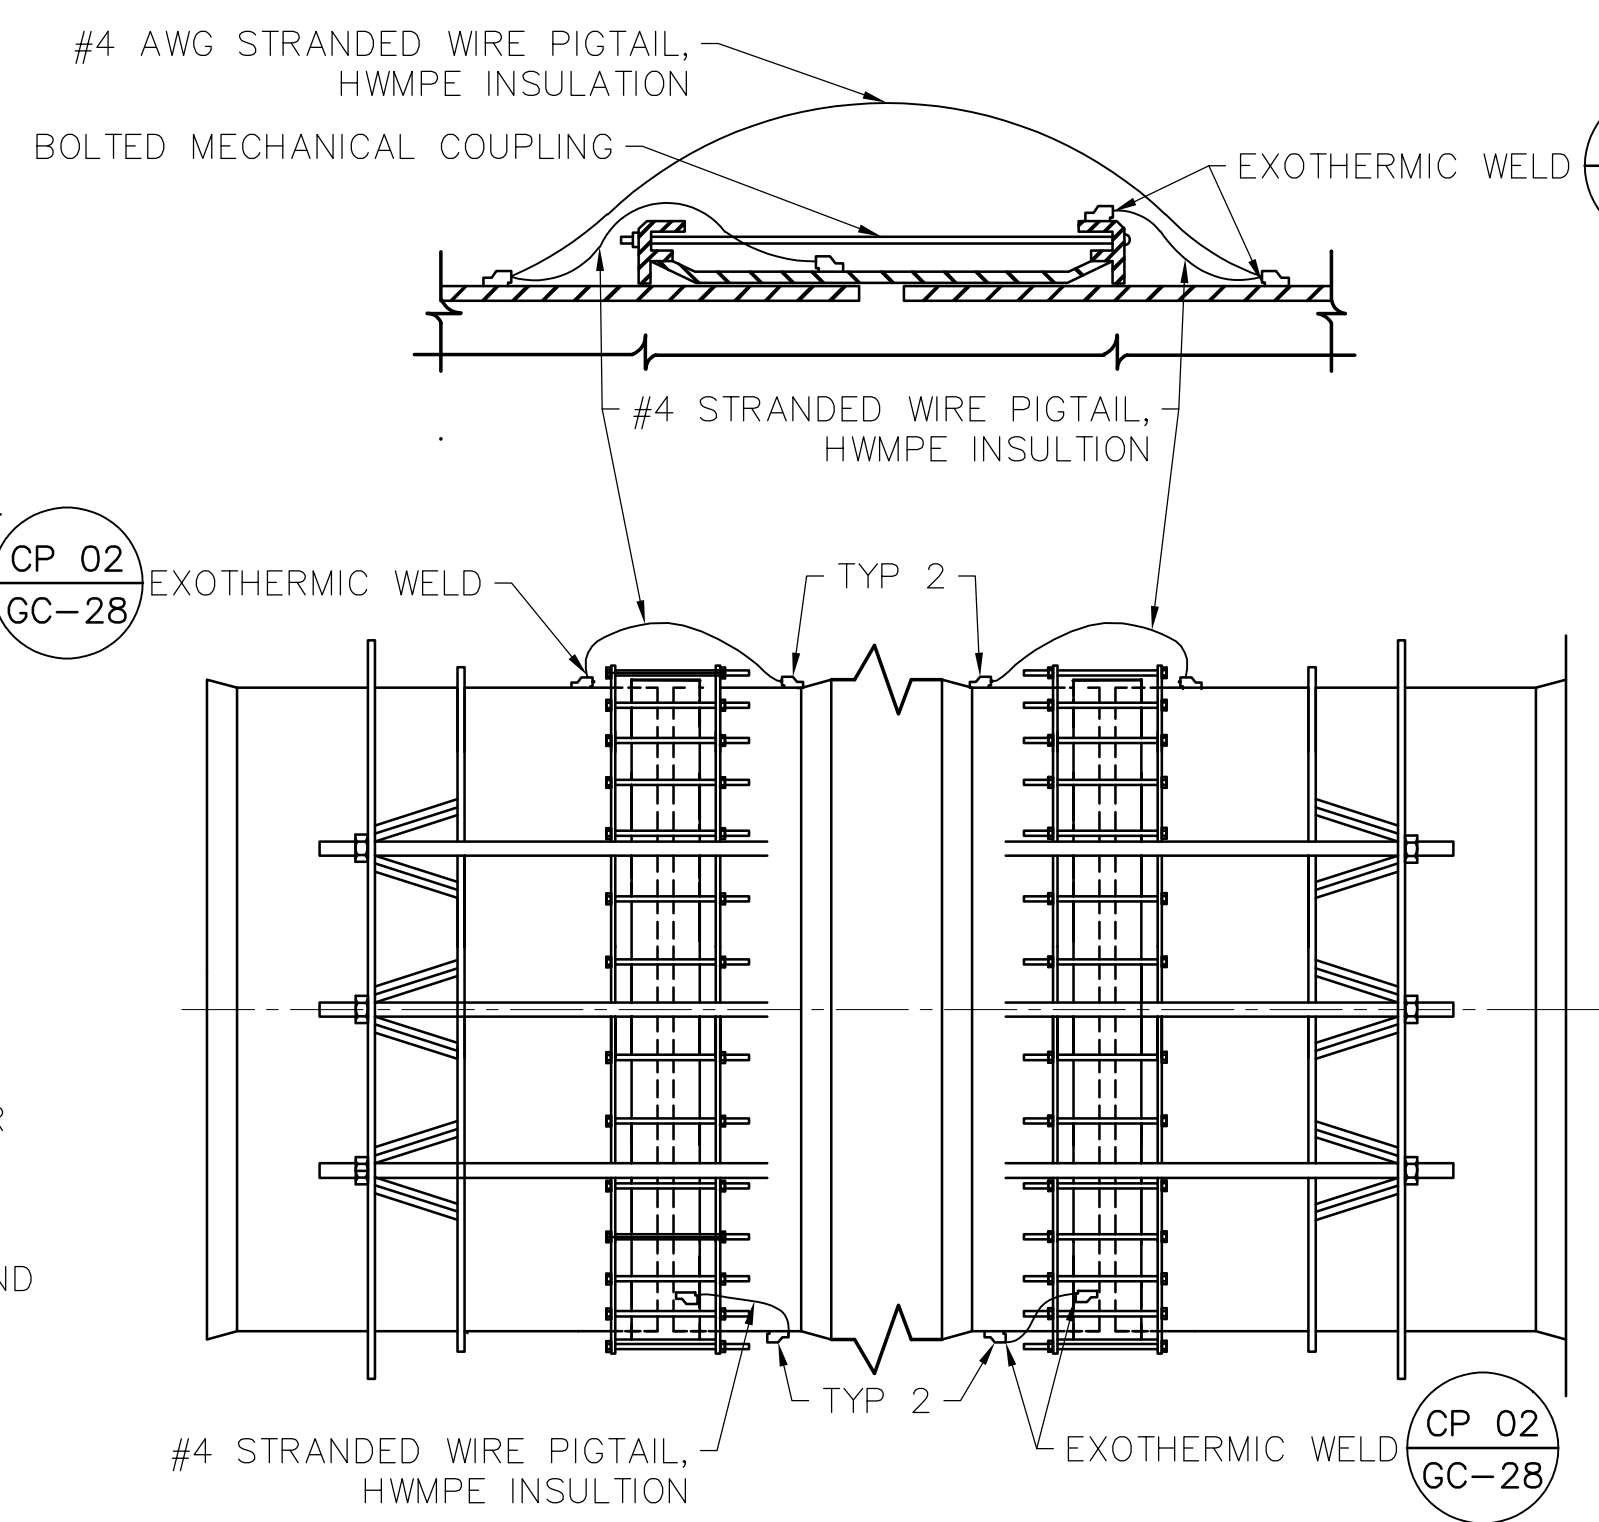 #4 AWG STRANDED WIRE PIGTAIL,
HWMPE INSULATION
BOLTED MECHANICAL COUPLING
EXOTHERMIC WELD
#4 STRANDED WIRE PIGTAIL,
HWMPE INSULTION
CP 02
GC-28
EXOTHERMIC WELD
TYP 2
R
ND
TYP 2
#4 STRANDED WIRE PIGTAIL,
HWMPE INSULTION
EXOTHERMIC WELD
CP 02
GC-28